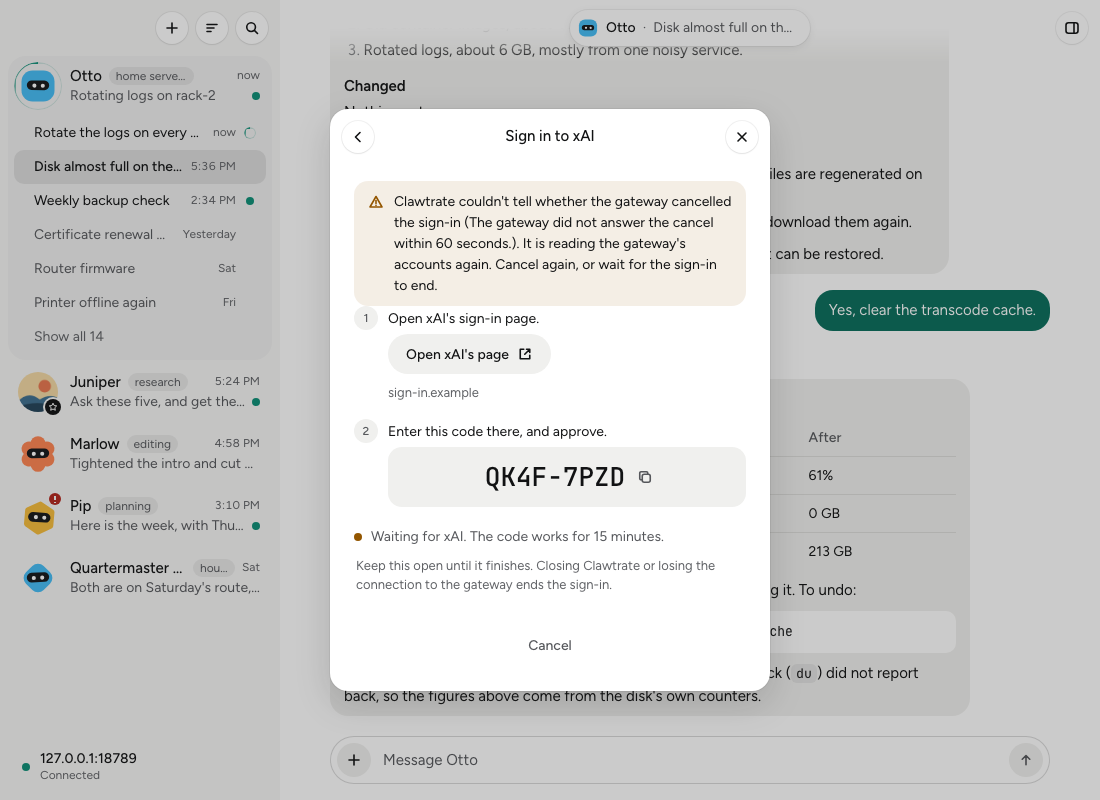 Otto
home serve...
now
Rotating logs on rack-2
Rotate the logs on every ...
now
Disk almost full on the...
5:36 PM
Weekly backup check
2:34 PM
Certificate renewal ...
Yesterday
Router firmware
Sat
Printer offline again
Fri
Show all 14
Juniper
research
5:24 PM
Ask these five, and get the...
Marlow
editing
4:58 PM
Tightened the intro and cut ...
Pip
planning
3:10 PM
Here is the week, with Thu...
Quartermaster ...
hou...
Sat
Both are on Saturday's route,...
127.0.0.1:18789
Connected
Otto · Disk almost full on th...
3. Rotated logs, about 6 GB, mostly from one noisy service.
Changed
are regenerated on
download them again.
can be restored.
Yes, clear the transcode cache.
After
61%
0 GB
213 GB
it. To undo:
(du) did not report
back, so the figures above come from the disk's own counters.
Sign in to xAI
Clawtrate couldn't tell whether the gateway cancelled
the sign-in (The gateway did not answer the cancel
within 60 seconds.). It is reading the gateway's
accounts again. Cancel again, or wait for the sign-in
to end.
1 Open xAI's sign-in page.
Open xAI's page
sign-in.example
2 Enter this code there, and approve.
QK4F-7PZD
Waiting for xAI. The code works for 15 minutes.
Keep this open until it finishes. Closing Clawtrate or losing the
connection to the gateway ends the sign-in.
Cancel
Message Otto